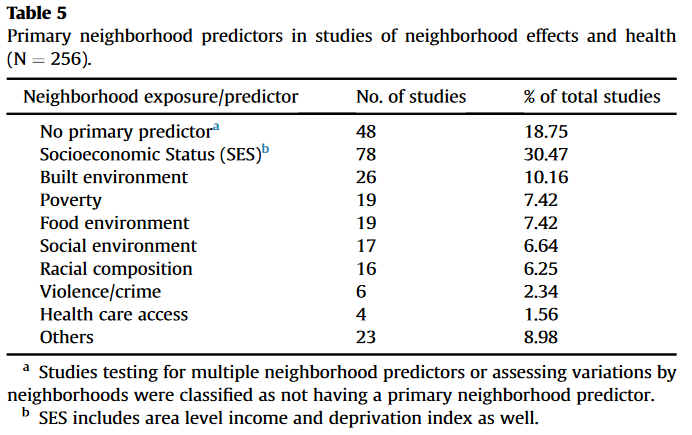 Table 5
Primary neighborhood predictors in studies of neighborhood effects and health
(N = 256).
Neighborhood exposure/predictor No. of studies % of total studies
No primary predictorᵃ 48 18.75
Socioeconomic Status (SES)ᵇ 78 30.47
Built environment 26 10.16
Poverty 19 7.42
Food environment 19 7.42
Social environment 17 6.64
Racial composition 16 6.25
Violence/crime 6 2.34
Health care access 4 1.56
Others 23 8.98
ᵃ Studies testing for multiple neighborhood predictors or assessing variations by
neighborhoods were classified as not having a primary neighborhood predictor.
ᵇ SES includes area level income and deprivation index as well.